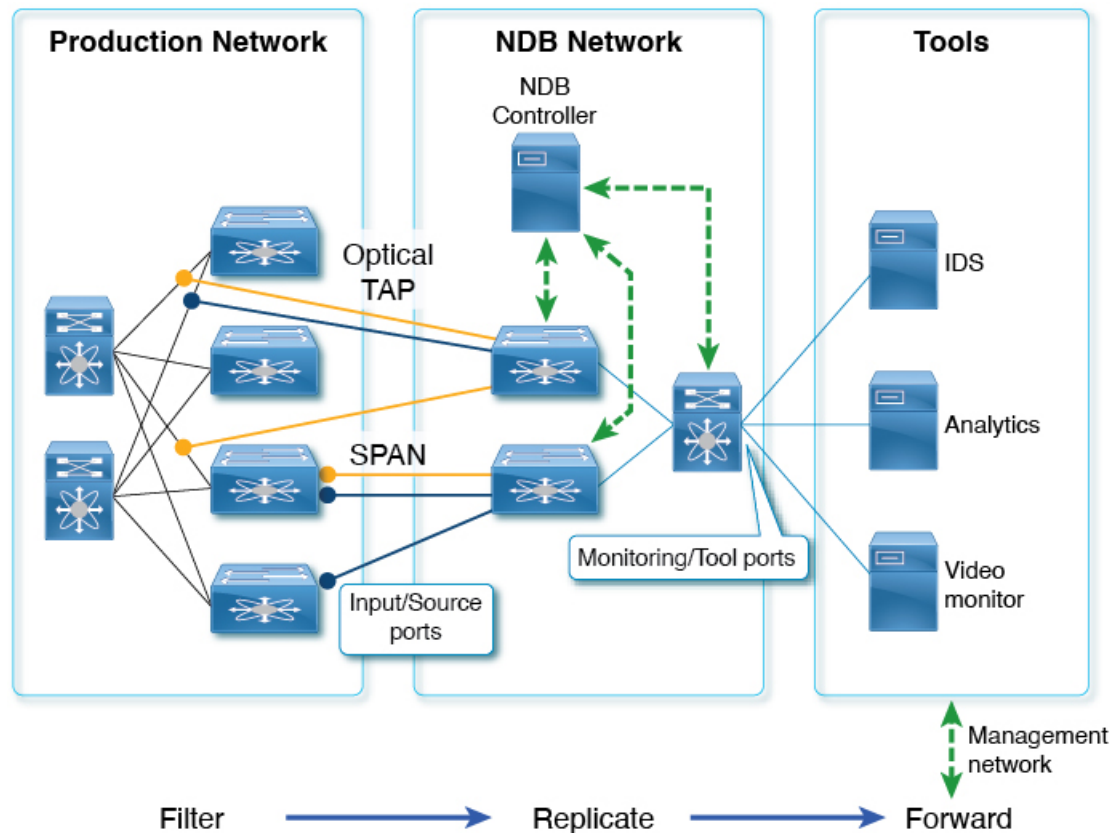 Production Network
NDB Network
Tools
NDB
Controller
Optical
TAP
SPAN
Input/Source
ports
Monitoring/Tool ports
IDS
Analytics
Video
monitor
Management
network
Filter
Replicate
Forward